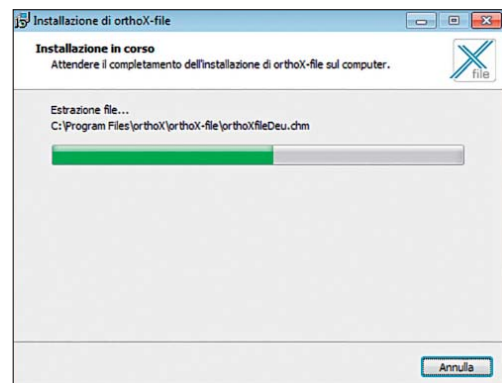 Installazione di orthoX-file
Installazione in corso
Attendere il completamento dell'installazione di orthoX-file sul computer.
file
Estrazione file...
C:\Program Files\orthoX\orthoX-file\orthoXfileDeu.chm
Annulla